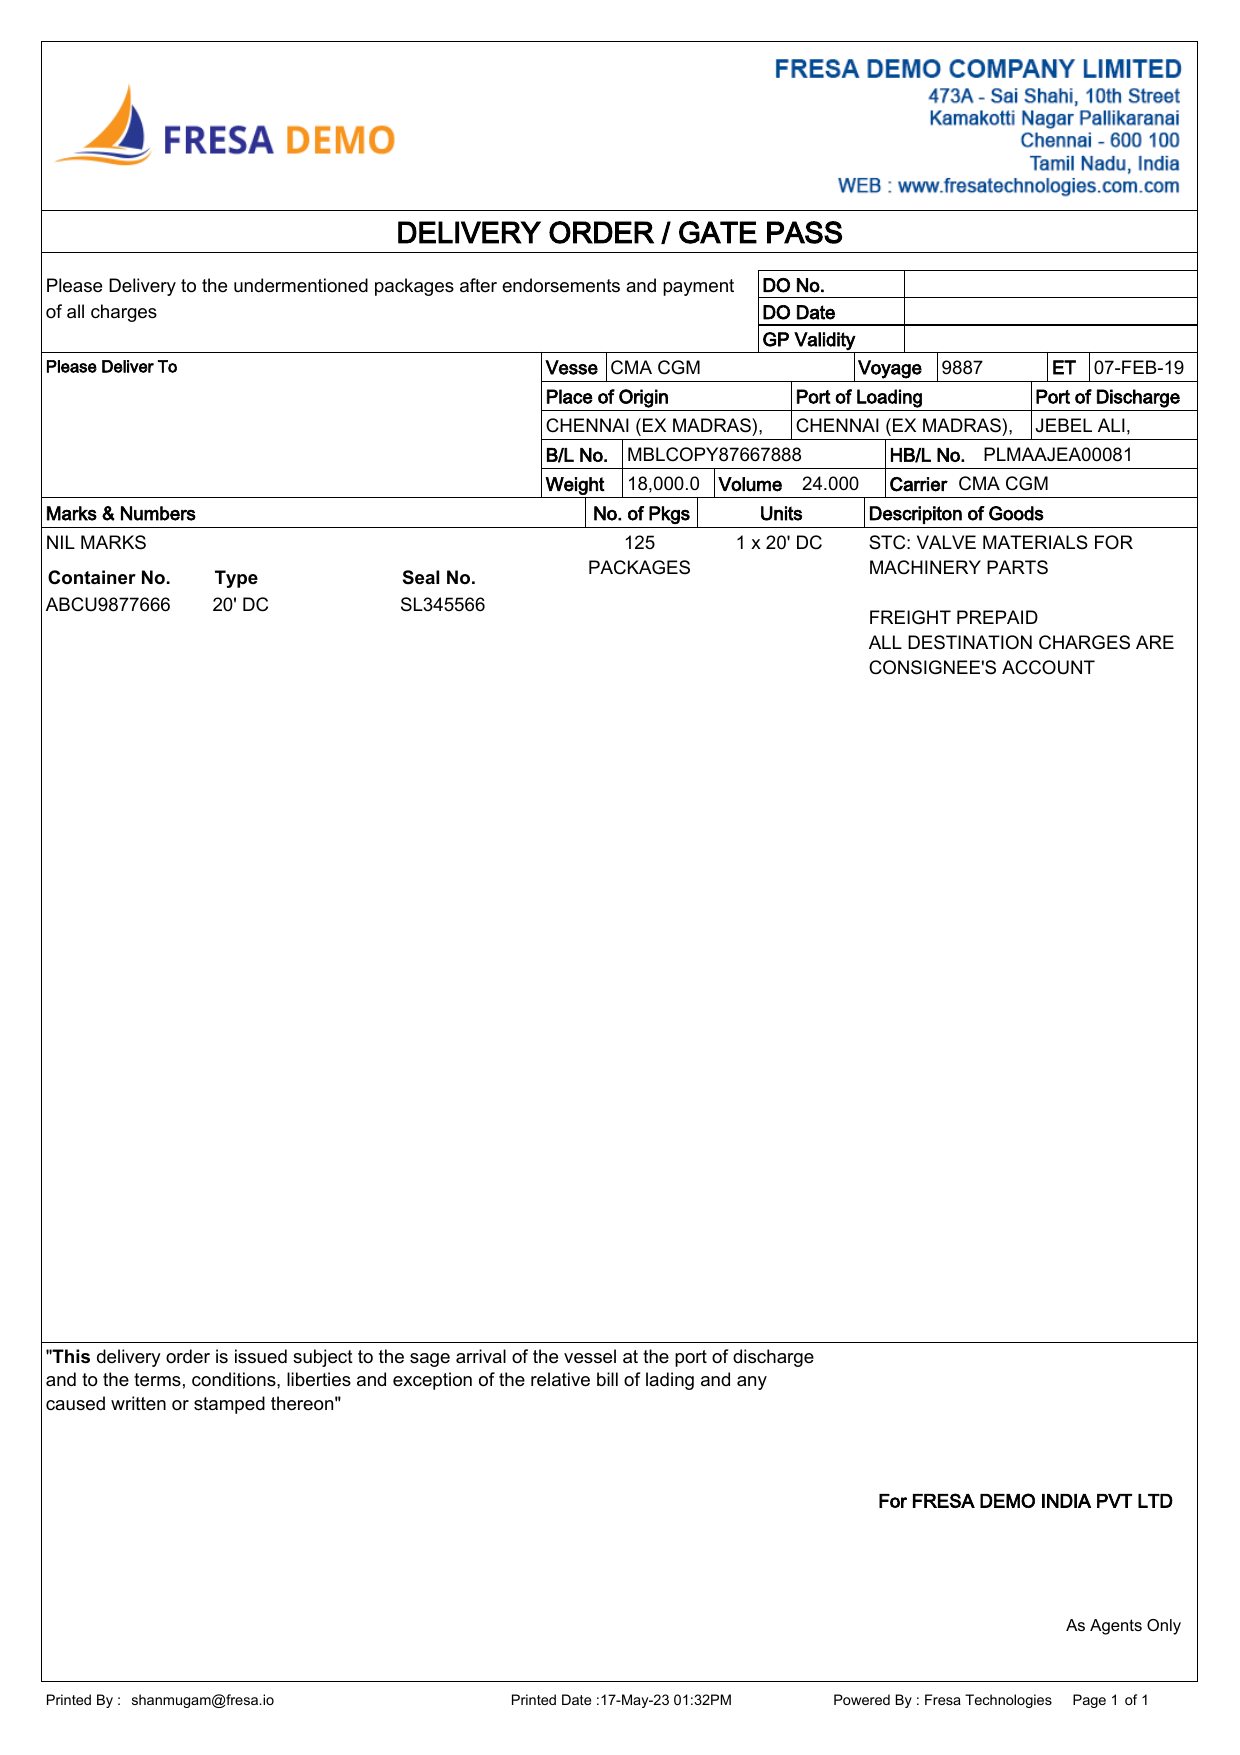 FRESA DEMO
FRESA DEMO COMPANY LIMITED
473A - Sai Shahi, 10th Street
Kamakotti Nagar Pallikaranai
Chennai - 600 100
Tamil Nadu, India
WEB : www.fresatechnologies.com.com
DELIVERY ORDER / GATE PASS
Please Delivery to the undermentioned packages after endorsements and payment
of all charges
DO No.
DO Date
GP Validity
Please Deliver To
Vesse CMA CGM Voyage 9887 ET 07-FEB-19
Place of Origin Port of Loading Port of Discharge
CHENNAI (EX MADRAS), CHENNAI (EX MADRAS), JEBEL ALI,
B/L No. MBLCOPY87667888 HB/L No. PLMAAJEA00081
Weight 18,000.0 Volume 24.000 Carrier CMA CGM
Marks & Numbers No. of Pkgs Units Descripiton of Goods
NIL MARKS 125 1 x 20' DC STC: VALVE MATERIALS FOR
PACKAGES MACHINERY PARTS
Container No. Type Seal No.
ABCU9877666 20' DC SL345566
FREIGHT PREPAID
ALL DESTINATION CHARGES ARE
CONSIGNEE'S ACCOUNT
"This delivery order is issued subject to the sage arrival of the vessel at the port of discharge
and to the terms, conditions, liberties and exception of the relative bill of lading and any
caused written or stamped thereon"
For FRESA DEMO INDIA PVT LTD
As Agents Only
Printed By : shanmugam@fresa.io Printed Date :17-May-23 01:32PM Powered By : Fresa Technologies Page 1 of 1